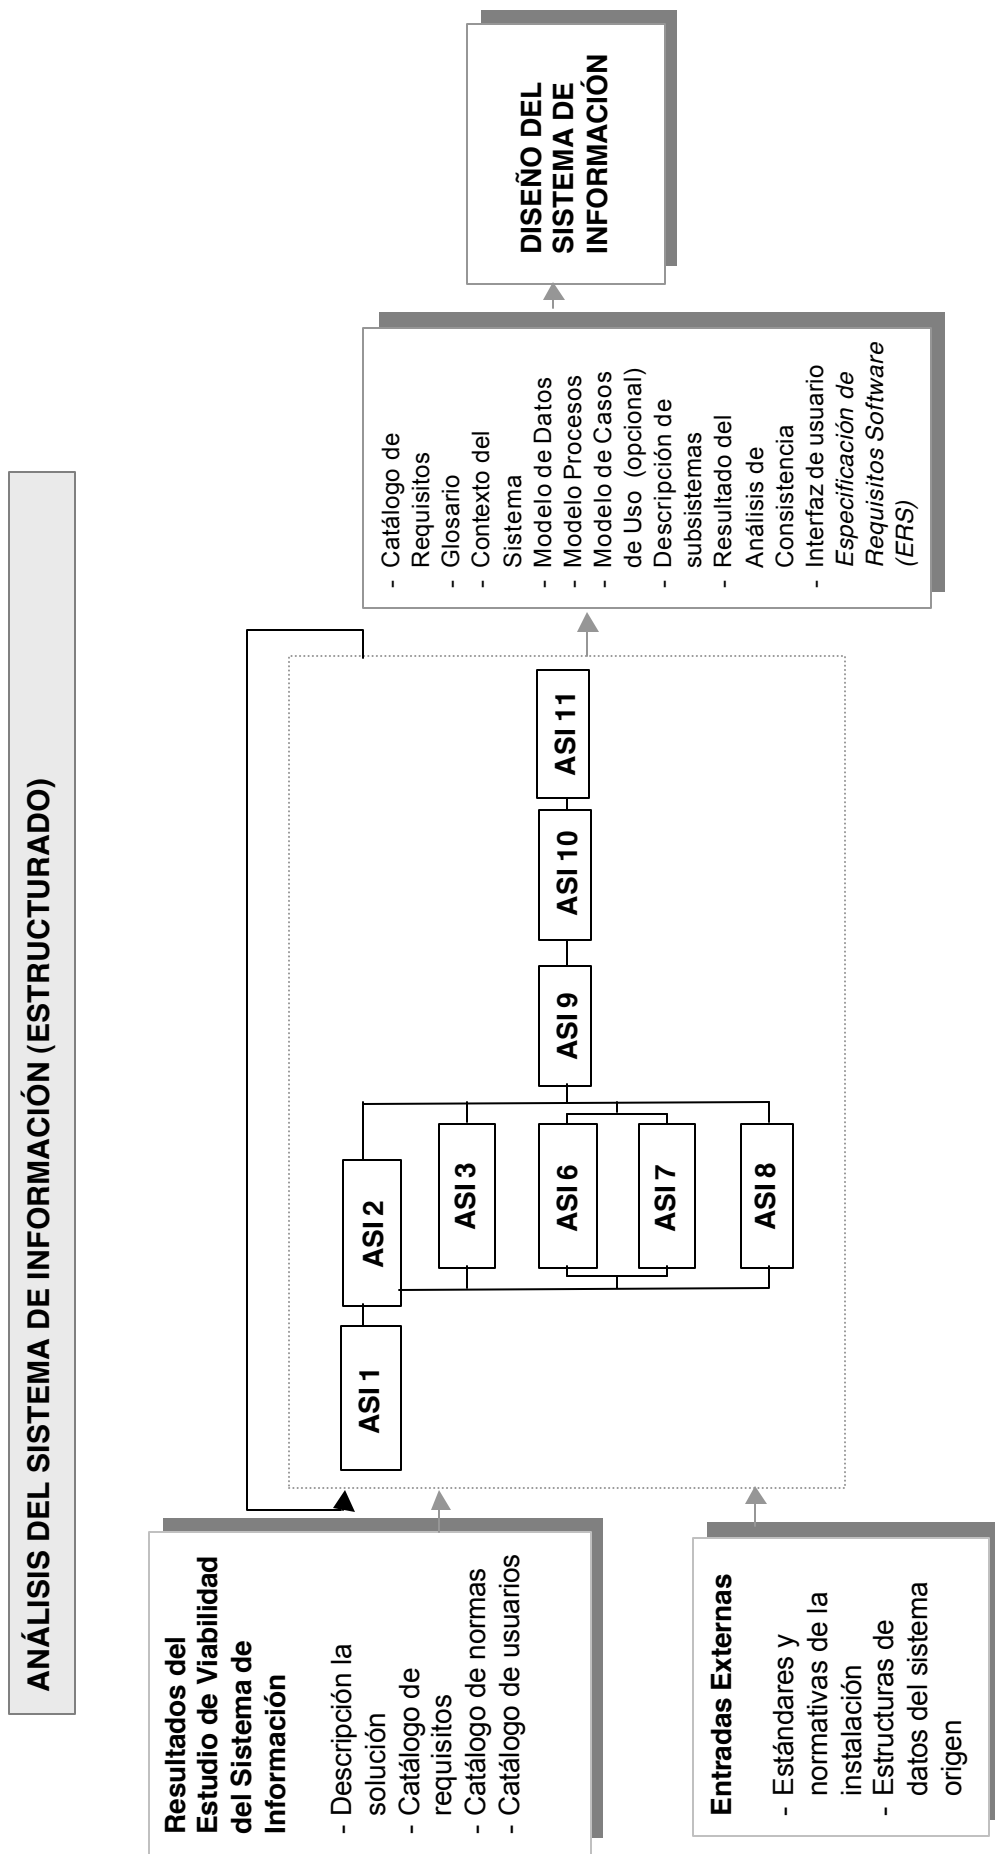 ANÁLISIS DEL SISTEMA DE INFORMACIÓN (ESTRUCTURADO)
Resultados del
Estudio de Viabilidad
del Sistema de
Información
- Descripción la
solución
- Catálogo de
requisitos
- Catálogo de normas
- Catálogo de usuarios
Entradas Externas
- Estándares y
normativas de la
instalación
- Estructuras de
datos del sistema
origen
ASI 1
ASI 2
ASI 3
ASI 6
ASI 7
ASI 8
ASI 9
ASI 10
ASI 11
- Catálogo de
Requisitos
- Glosario
- Contexto del
Sistema
- Modelo de Datos
- Modelo Procesos
- Modelo de Casos
de Uso (opcional)
- Descripción de
subsistemas
- Resultado del
Análisis de
Consistencia
- Interfaz de usuario
Especificación de
Requisitos Software
(ERS)
DISEÑO DEL
SISTEMA DE
INFORMACIÓN